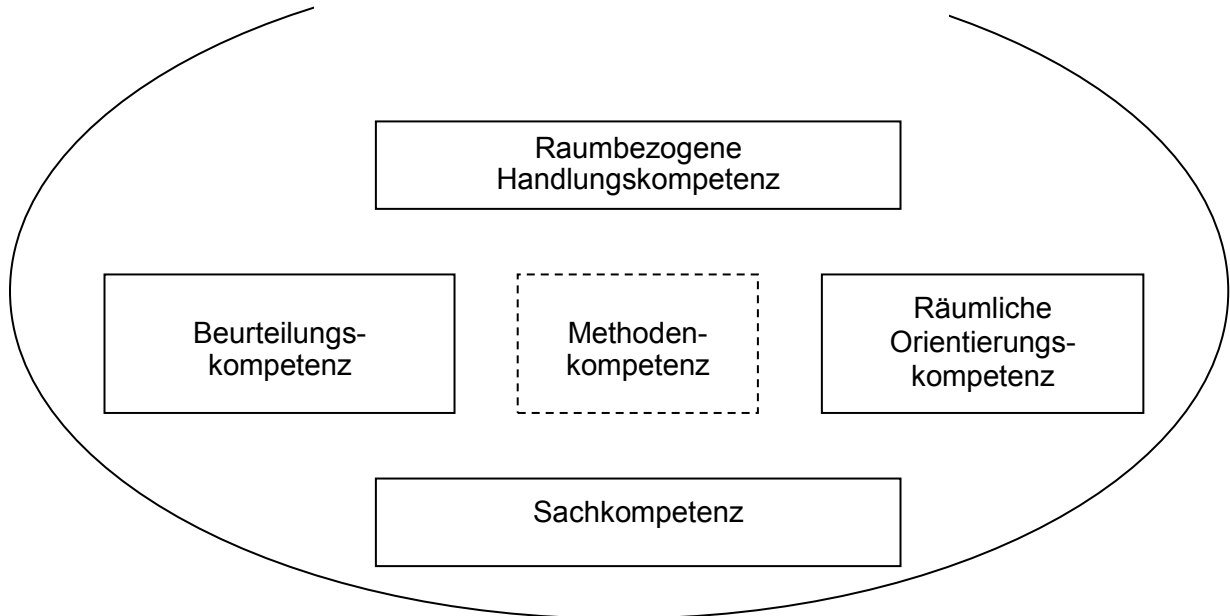 Raumbezogene
Handlungskompetenz
Beurteilungs-
kompetenz
Methoden-
kompetenz
Räumliche
Orientierungs-
kompetenz
Sachkompetenz